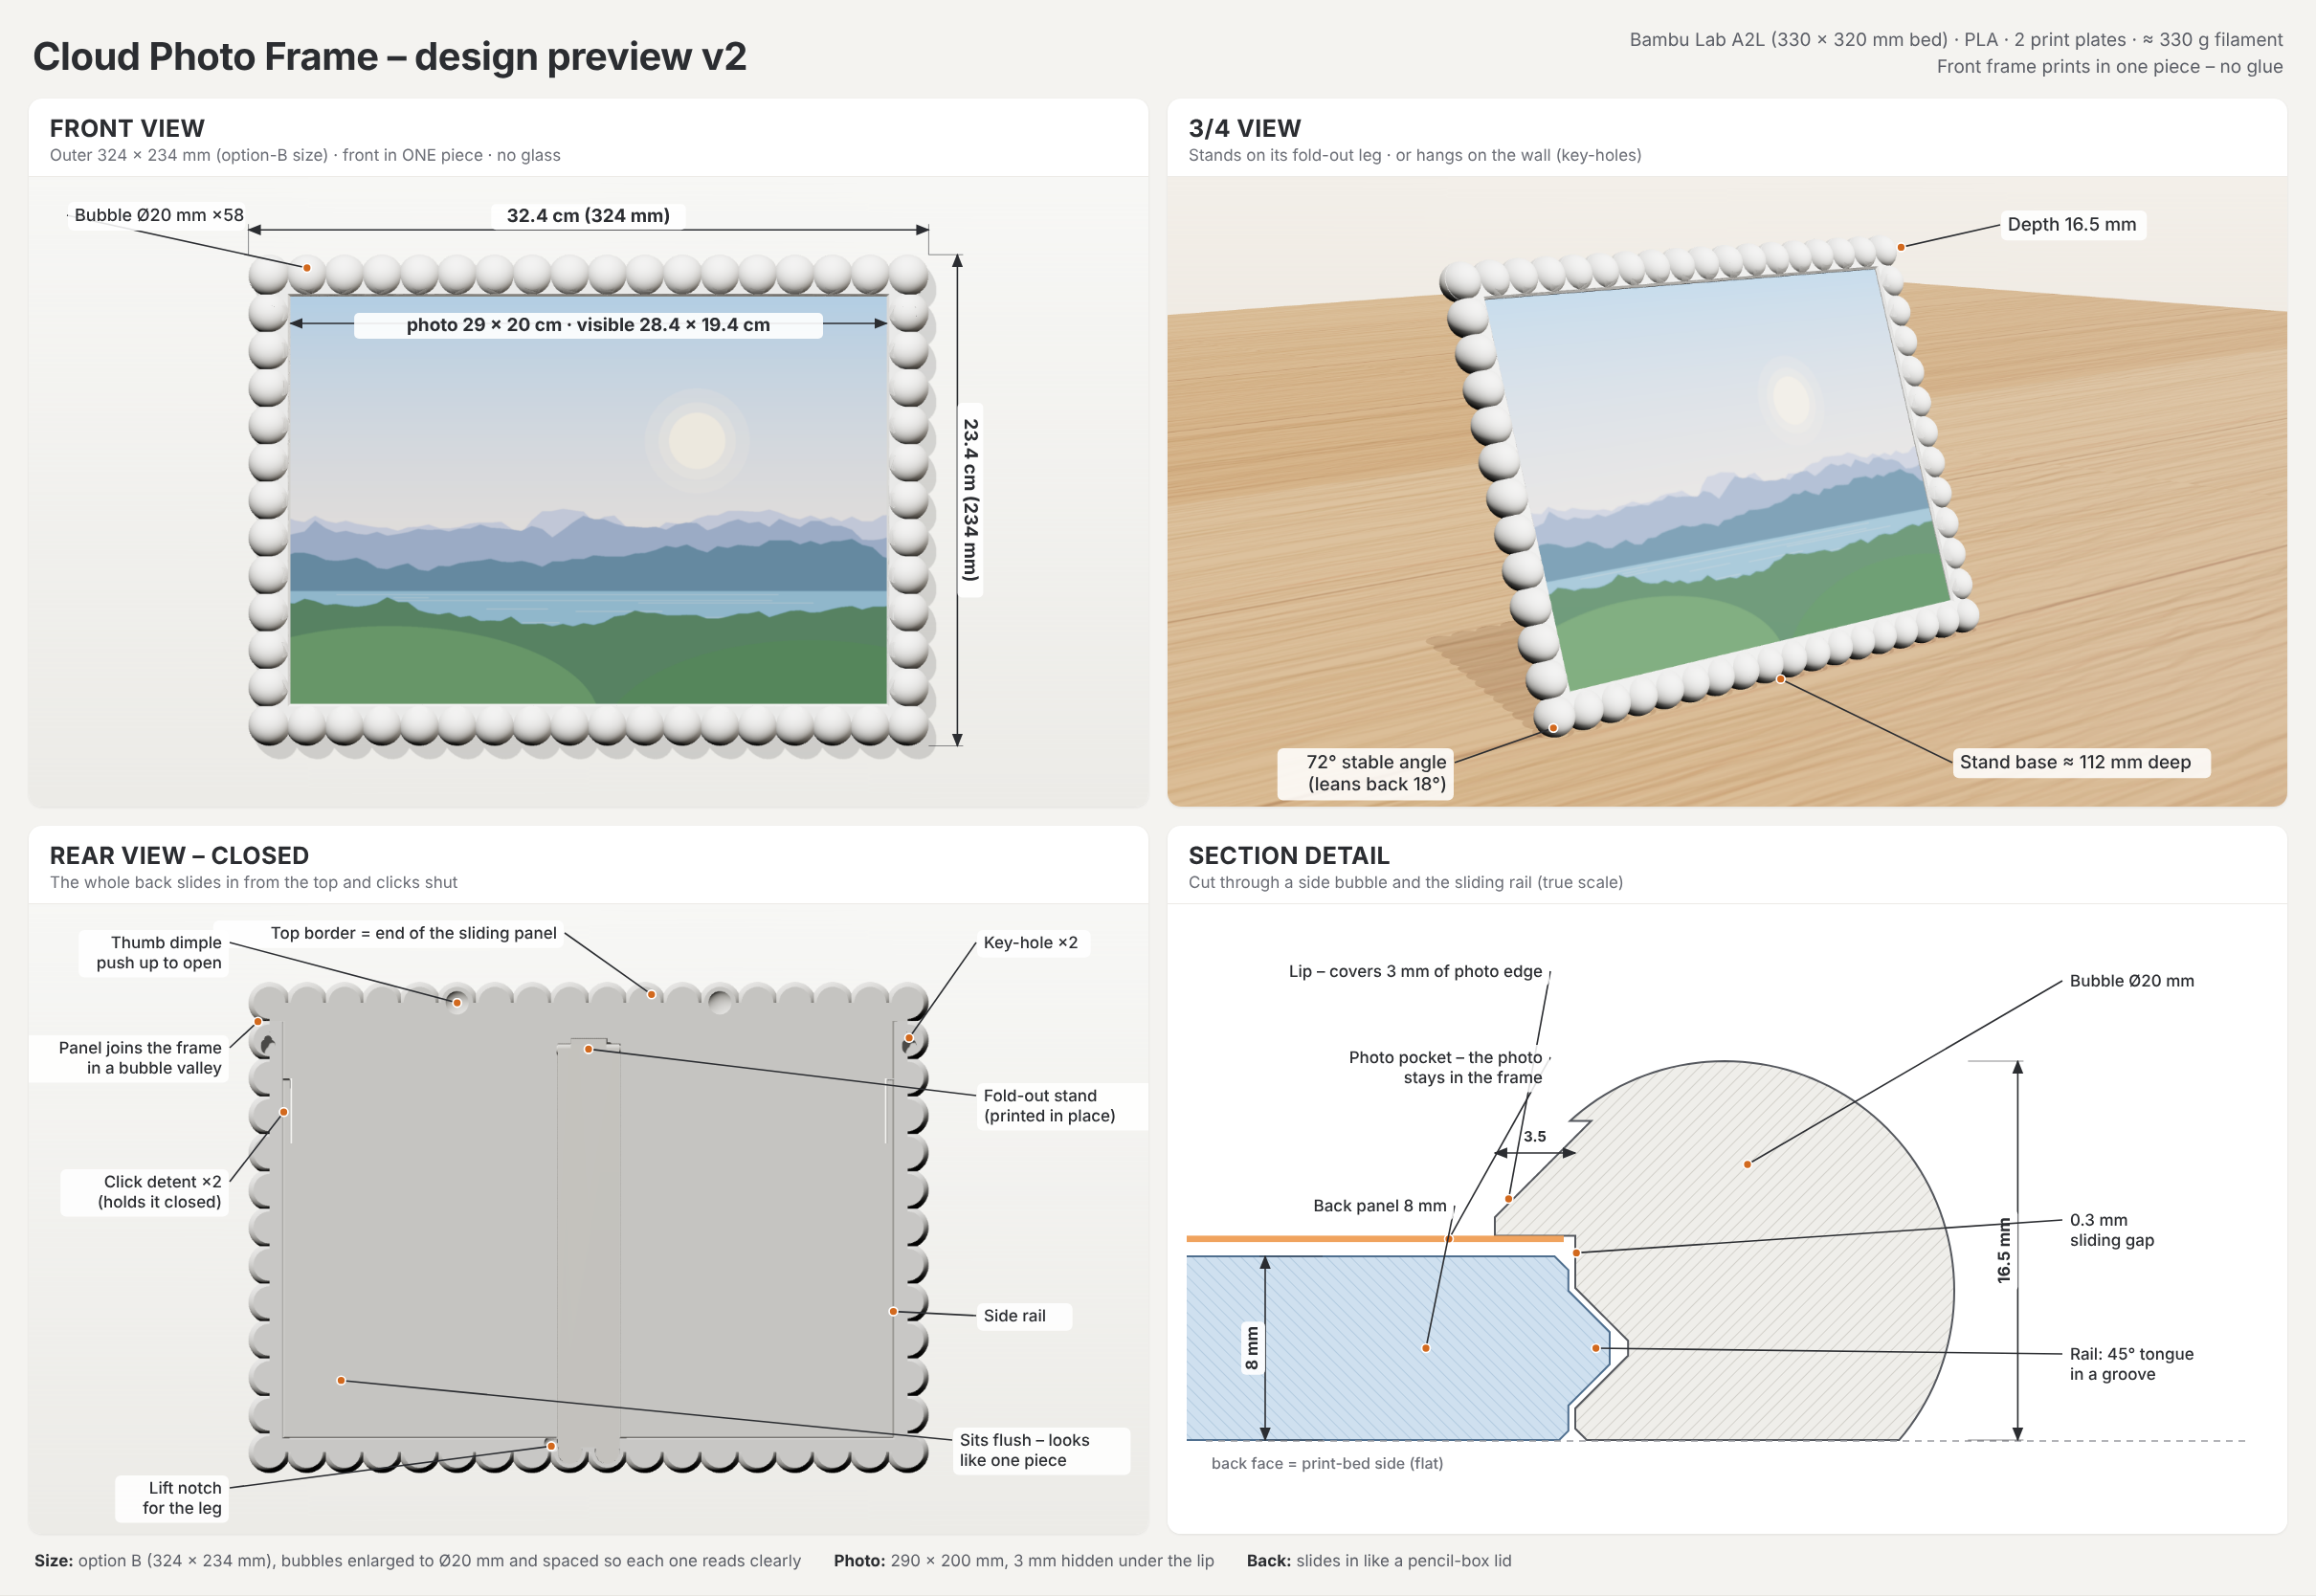 Cloud Photo Frame – design preview v2
Bambu Lab A2L (330 × 320 mm bed) · PLA · 2 print plates · ≈ 330 g filament
Front frame prints in one piece – no glue
FRONT VIEW
Outer 324 × 234 mm (option-B size) · front in ONE piece · no glass
Bubble Ø20 mm ×58
32.4 cm (324 mm)
photo 29 × 20 cm · visible 28.4 × 19.4 cm
23.4 cm (234 mm)
3/4 VIEW
Stands on its fold-out leg · or hangs on the wall (key-holes)
Depth 16.5 mm
72° stable angle
(leans back 18°)
Stand base ≈ 112 mm deep
REAR VIEW – CLOSED
The whole back slides in from the top and clicks shut
Thumb dimple
push up to open
Top border = end of the sliding panel
Key-hole ×2
Panel joins the frame
in a bubble valley
Fold-out stand
(printed in place)
Click detent ×2
(holds it closed)
Side rail
Sits flush – looks
like one piece
Lift notch
for the leg
SECTION DETAIL
Cut through a side bubble and the sliding rail (true scale)
Lip – covers 3 mm of photo edge
Bubble Ø20 mm
Photo pocket – the photo
stays in the frame
3.5
Back panel 8 mm
0.3 mm
sliding gap
16.5 mm
8 mm
Rail: 45° tongue
in a groove
back face = print-bed side (flat)
Size: option B (324 × 234 mm), bubbles enlarged to Ø20 mm and spaced so each one reads clearly Photo: 290 × 200 mm, 3 mm hidden under the lip Back: slides in like a pencil-box lid